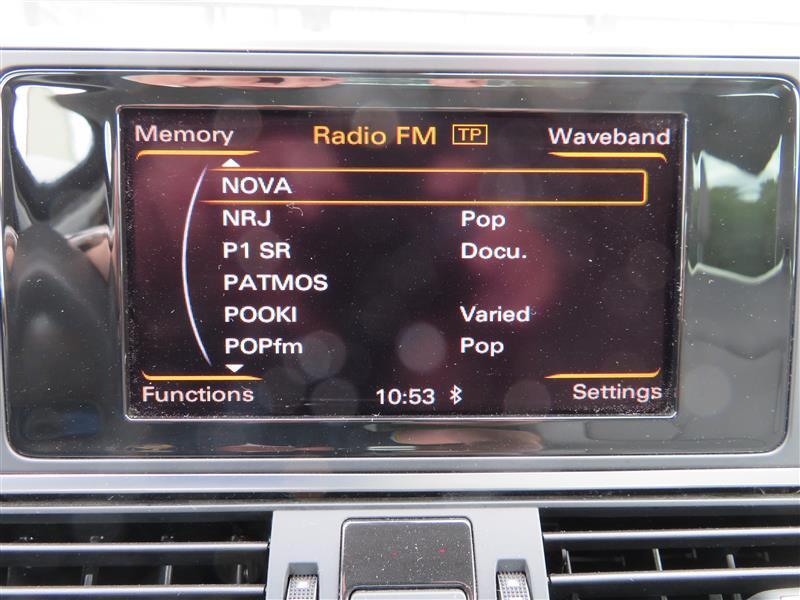 Memory Radio FM TP Waveband
NOVA
NRJ Pop
P1 SR Docu.
PATMOS
POOKI Varied
POPfm Pop
Functions 10:53 Settings